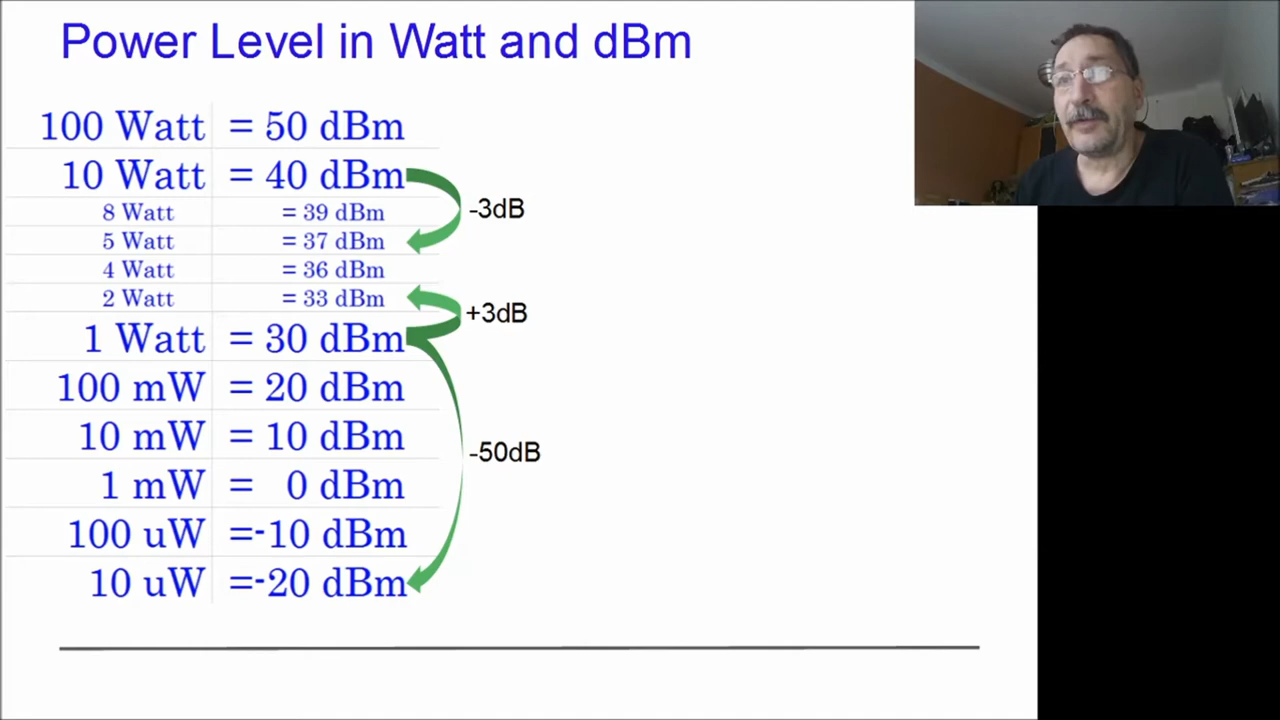 Power Level in Watt and dBm
100 Watt = 50 dBm
10 Watt = 40 dBm
-3dB
8 Watt = 39 dBm
5 Watt = 37 dBm
4 Watt = 36 dBm
2 Watt = 33 dBm
+3dB
1 Watt = 30 dBm
100 mW = 20 dBm
10 mW = 10 dBm
-50dB
1 mW = 0 dBm
100 uW =-10 dBm
10 uW =-20 dBm